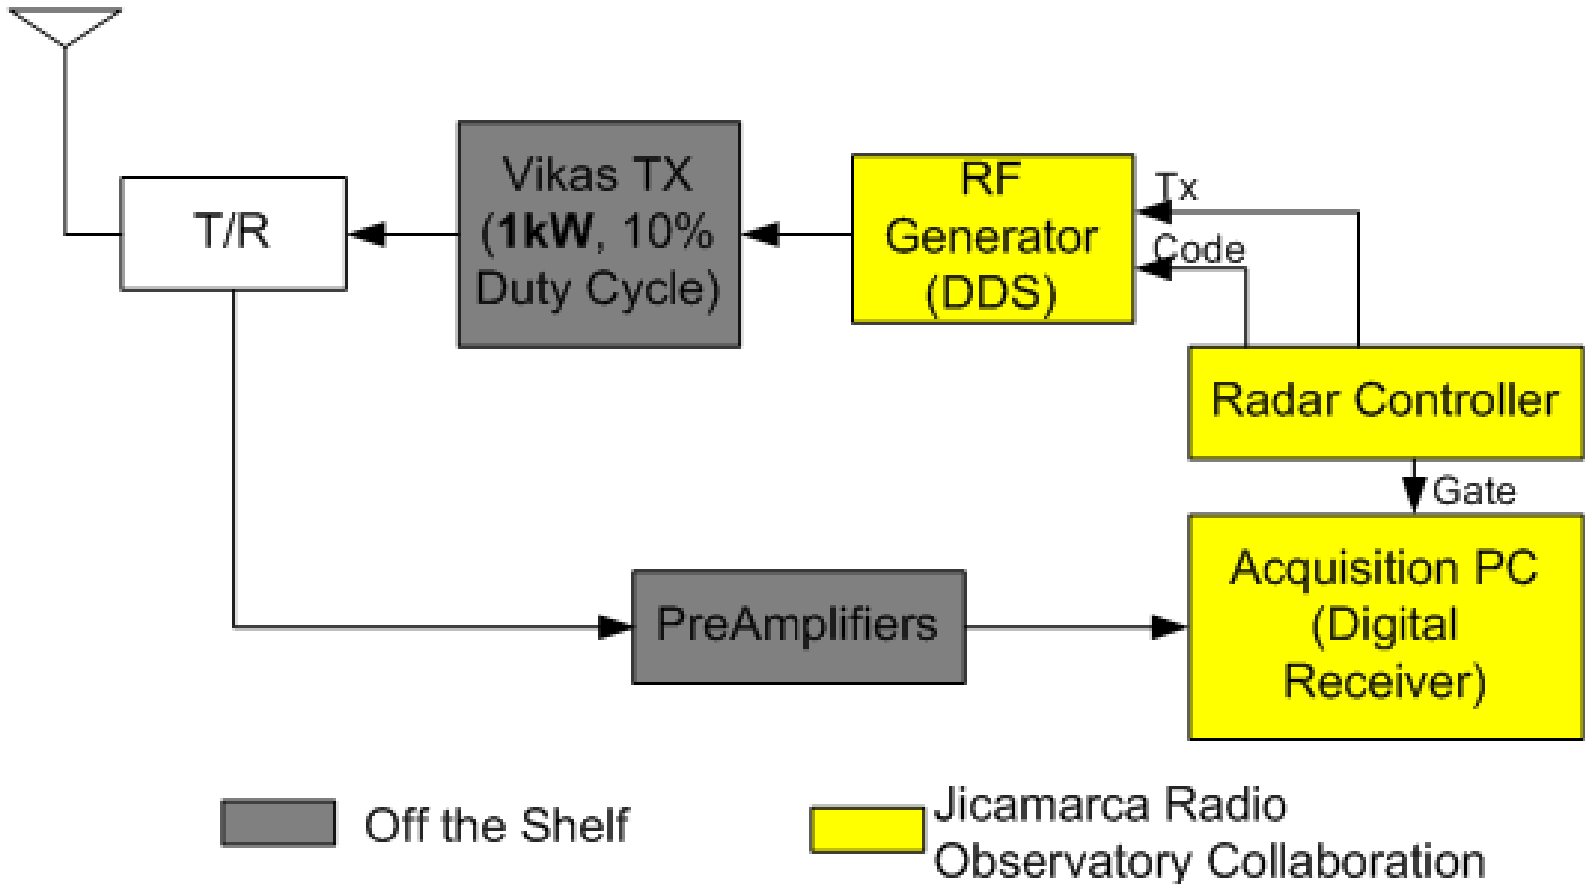 Vikas TX
(1kW, 10%
Duty Cycle)
RF
Generator
(DDS)
Tx
Code
T/R
Radar Controller
Gate
Acquisition PC
(Digital
Receiver)
PreAmplifiers
Off the Shelf
Jicamarca Radio
Observatory Collaboration